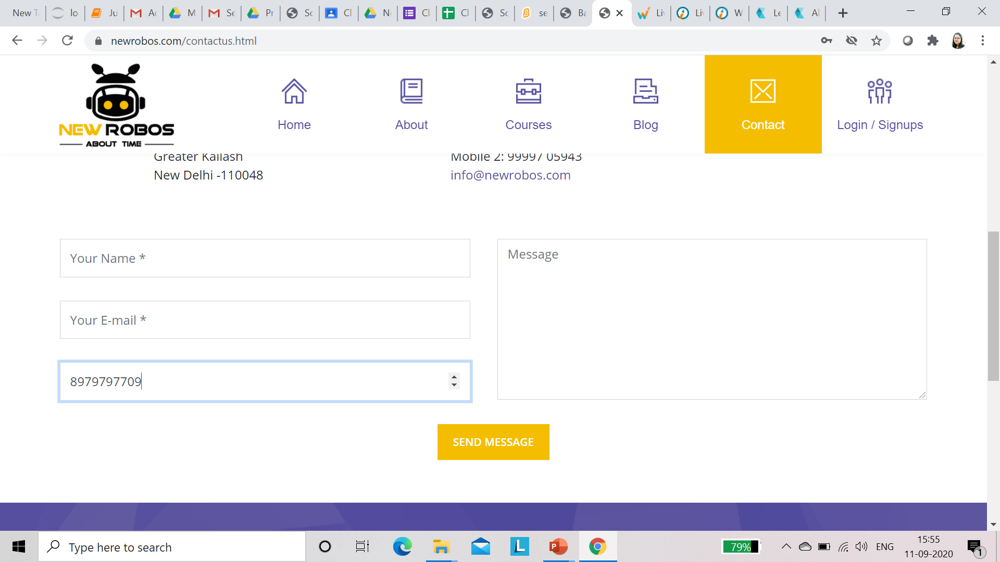 New T
lo
Ju
Ac
M
Se
Pr
Sc
Cl
N
Cl
Cl
Sc
se
Ba
Liv
Liv
W
Le
Al
newrobos.com/contactus.html
NEW ROBOS
ABOUT TIME
Home
About
Courses
Blog
Contact
Login / Signups
Greater Kailash
New Delhi -110048
Mobile 2: 99997 05943
info@newrobos.com
Your Name *
Message
Your E-mail *
8979797709
SEND MESSAGE
Type here to search
79%
ENG
15:55
11-09-2020
1